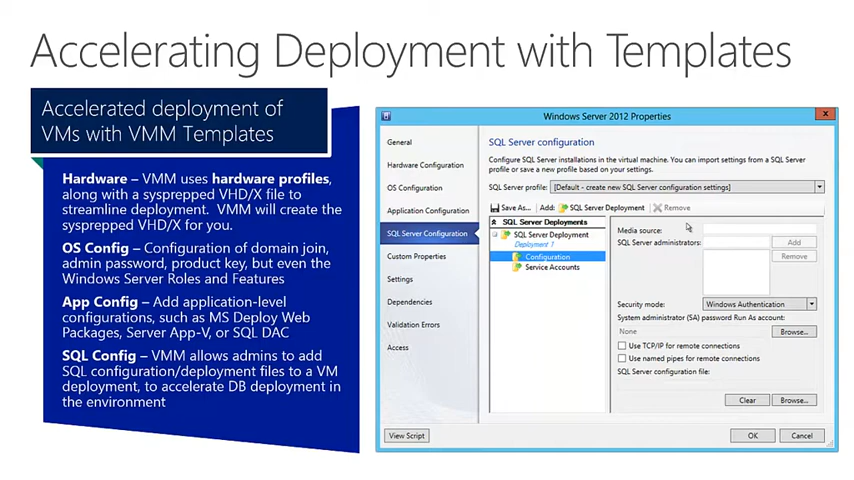 Accelerating Deployment with Templates
Accelerated deployment of
VMs with VMM Templates
Hardware – VMM uses hardware profiles,
along with a sysprepped VHD/X file to
streamline deployment. VMM will create the
sysprepped VHD/X for you.
OS Config – Configuration of domain join,
admin password, product key, but even the
Windows Server Roles and Features
App Config – Add application-level
configurations, such as MS Deploy Web
Packages, Server App-V, or SQL DAC
SQL Config – VMM allows admins to add
SQL configuration/deployment files to a VM
deployment, to accelerate DB deployment in
the environment
Windows Server 2012 Properties
General
Hardware Configuration
OS Configuration
Application Configuration
SQL Server Configuration
Custom Properties
Settings
Dependencies
Validation Errors
Access
SQL Server configuration
Configure SQL Server installations in the virtual machine. You can import settings from a SQL Server
profile or save a new profile based on your settings.
SQL Server profile: [Default - create new SQL Server configuration settings]
Save As... Add: SQL Server Deployment Remove
SQL Server Deployments
SQL Server Deployment
Deployment 1
Configuration
Service Accounts
Media source:
SQL Server administrators: Add
Remove
Security mode: Windows Authentication
System administrator (SA) password Run As account:
None Browse...
Use TCP/IP for remote connections
Use named pipes for remote connections
SQL Server configuration file:
Clear Browse...
View Script OK Cancel